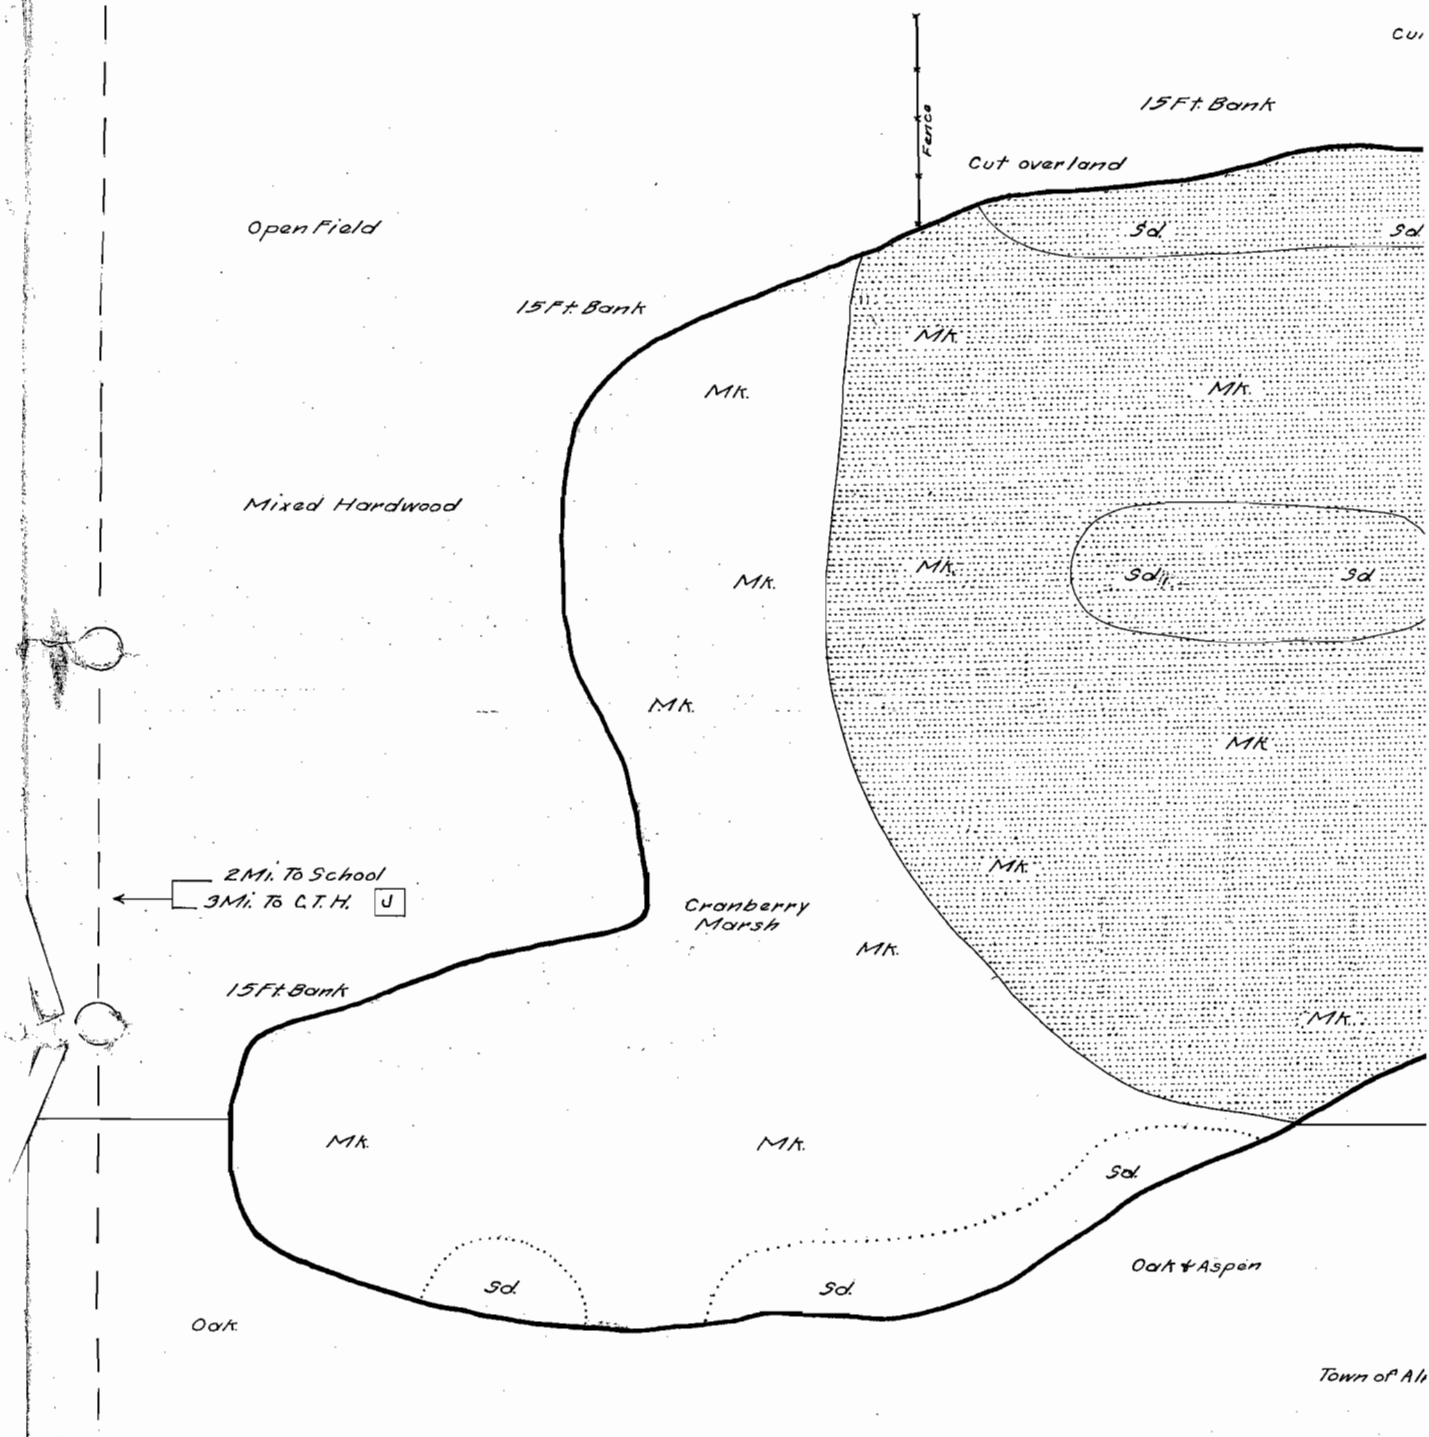 15 Ft. Bank
Fence
Cut overland
Open Field
Sd.
Sd.
15 Ft. Bank
Mk.
Mk.
Mk.
Mixed Hardwood
Mk.
Mk.
Sd.
Sd
Mk.
Mk
2 Mi. To School
3 Mi. To C.T.H. J
Mk.
Cranberry
Marsh
Mk.
15 Ft. Bank
Mk.
Mk.
Mk.
Sd.
Sd.
Sd.
Oak & Aspen
Oak
Town of